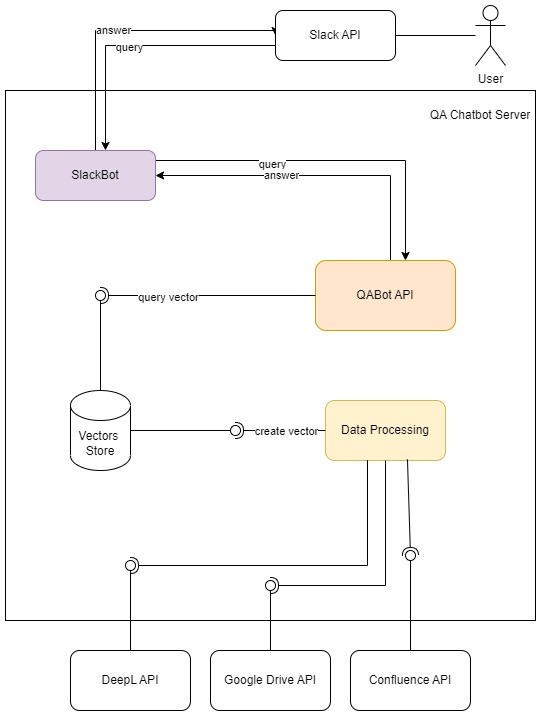 answer
Slack API
query
User
QA Chatbot Server
SlackBot
query
answer
QABot API
query vector
Vectors
Store
create vector
Data Processing
DeepL API
Google Drive API
Confluence API